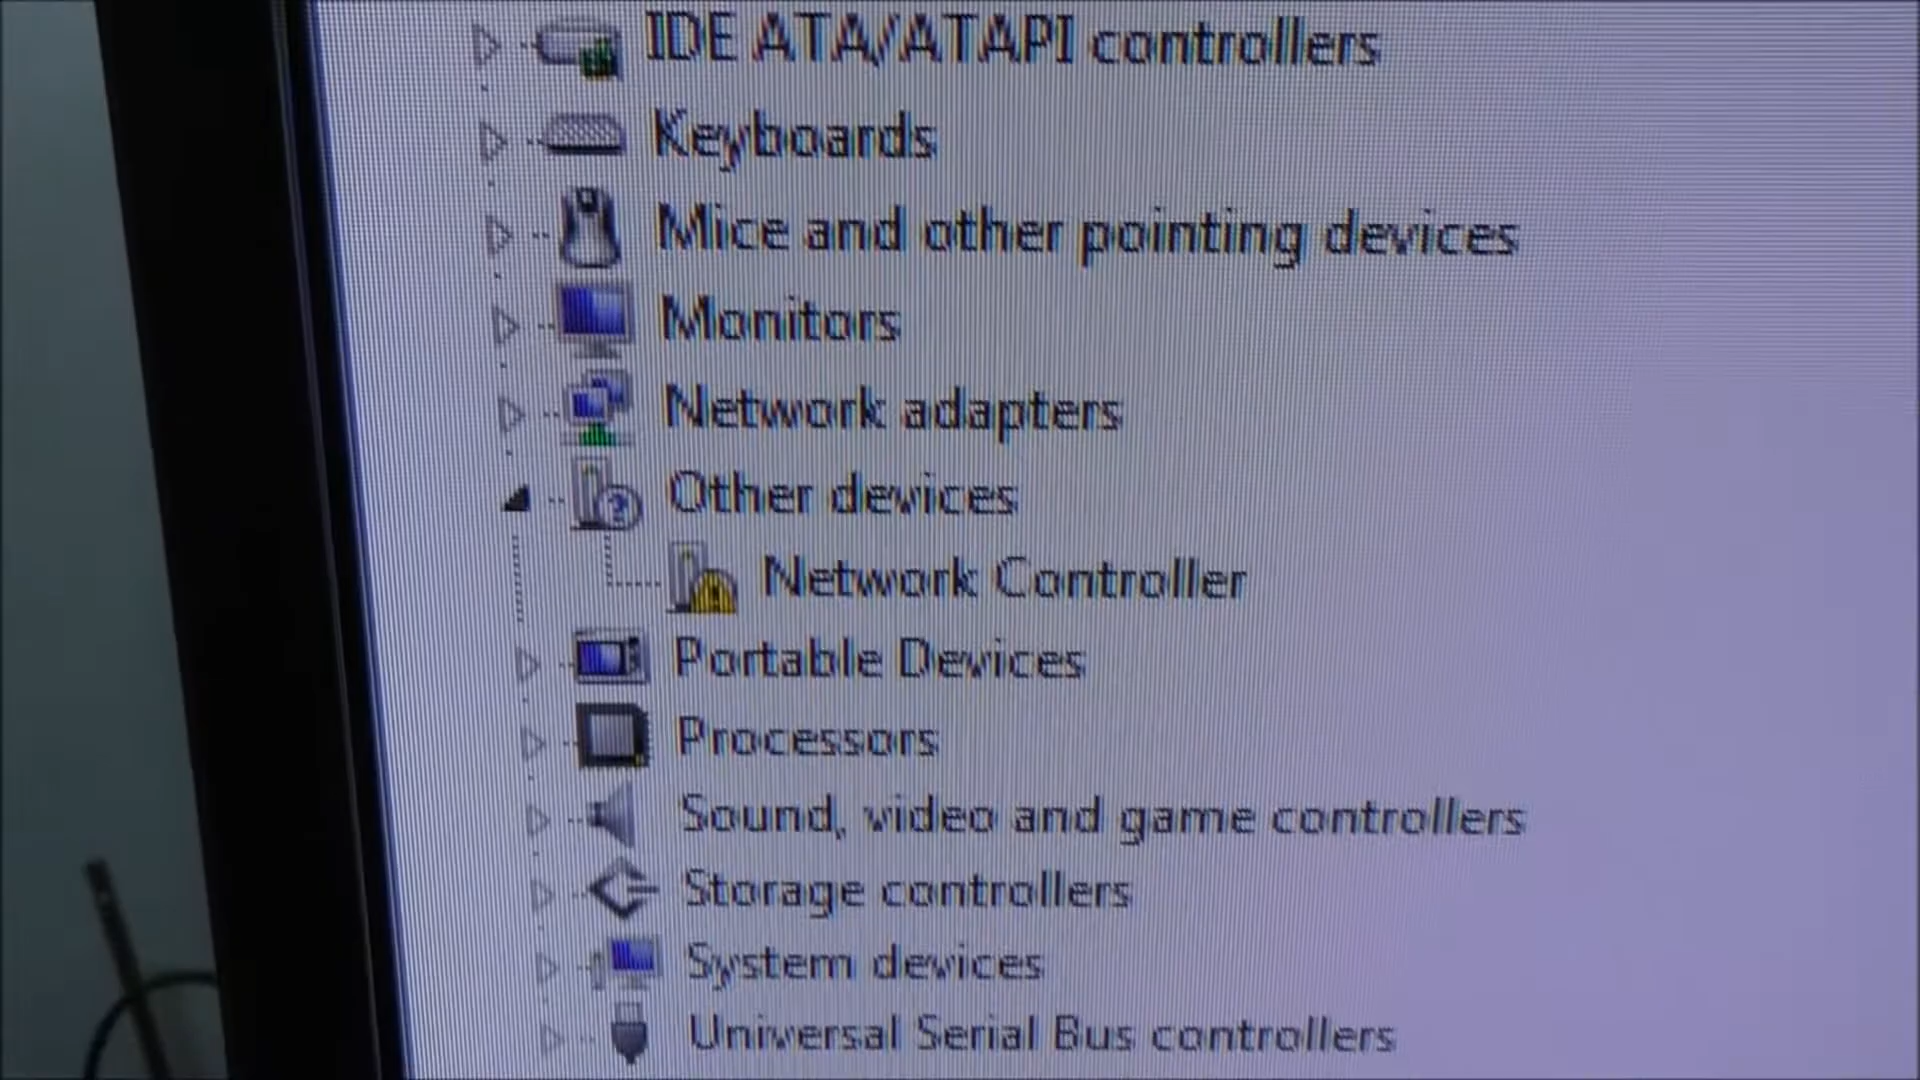 IDE ATA/ATAPI controllers
Keyboards
Mice and other pointing devices
Monitors
Network adapters
Other devices
Network Controller
Portable Devices
Processors
Sound, video and game controllers
Storage controllers
System devices
Universal Serial Bus controllers